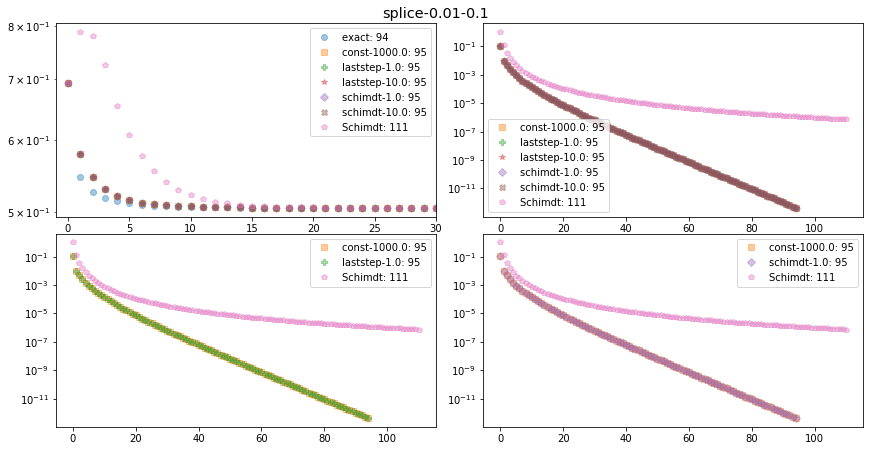 splice-0.01-0.1
8 × 10⁻¹
7 × 10⁻¹
6 × 10⁻¹
5 × 10⁻¹
exact: 94
const-1000.0: 95
laststep-1.0: 95
laststep-10.0: 95
schimdt-1.0: 95
schimdt-10.0: 95
Schimdt: 111
0 5 10 15 20 25 30
10⁻¹
10⁻³
10⁻⁵
10⁻⁷
10⁻⁹
10⁻¹¹
const-1000.0: 95
laststep-1.0: 95
laststep-10.0: 95
schimdt-1.0: 95
schimdt-10.0: 95
Schimdt: 111
0 20 40 60 80 100
10⁻¹
10⁻³
10⁻⁵
10⁻⁷
10⁻⁹
10⁻¹¹
const-1000.0: 95
laststep-1.0: 95
Schimdt: 111
0 20 40 60 80 100
10⁻¹
10⁻³
10⁻⁵
10⁻⁷
10⁻⁹
10⁻¹¹
const-1000.0: 95
schimdt-1.0: 95
Schimdt: 111
0 20 40 60 80 100